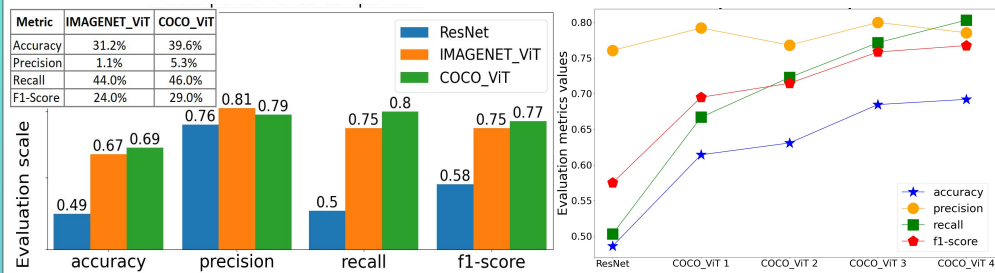 Metric IMAGENET_ViT COCO_ViT
Accuracy 31.2% 39.6%
Precision 1.1% 5.3%
Recall 44.0% 46.0%
F1-Score 24.0% 29.0%
ResNet
IMAGENET_ViT
COCO_ViT
Evaluation scale
0.49 0.67 0.69
0.76 0.81 0.79
0.5 0.75 0.8
0.58 0.75 0.77
accuracy precision recall f1-score
Evaluation metrics values
0.80
0.75
0.70
0.65
0.60
0.55
0.50
accuracy
precision
recall
f1-score
ResNet COCO_ViT 1 COCO_ViT 2 COCO_ViT 3 COCO_ViT 4